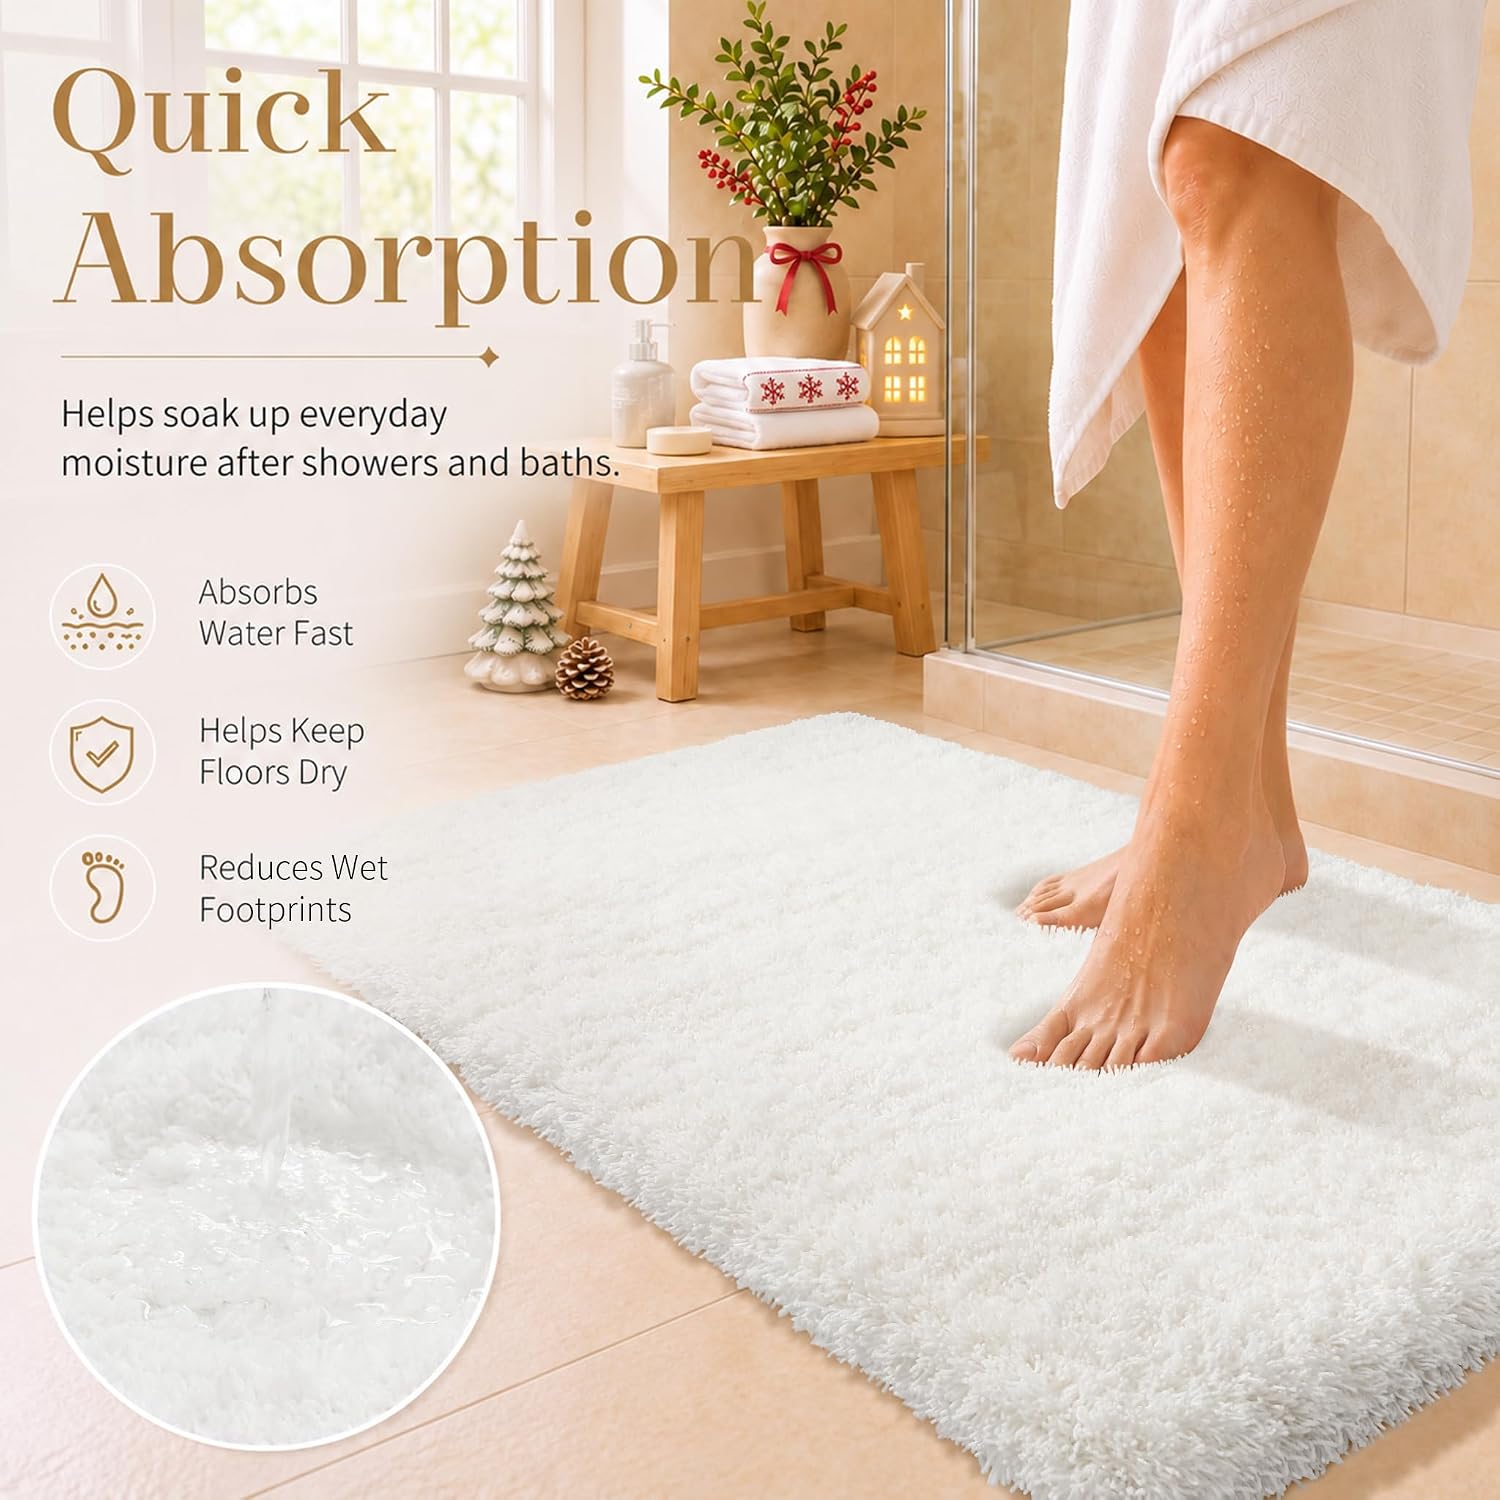 Quick
Absorption
Helps soak up everyday
moisture after showers and baths.
Absorbs
Water Fast
Helps Keep
Floors Dry
Reduces Wet
Footprints